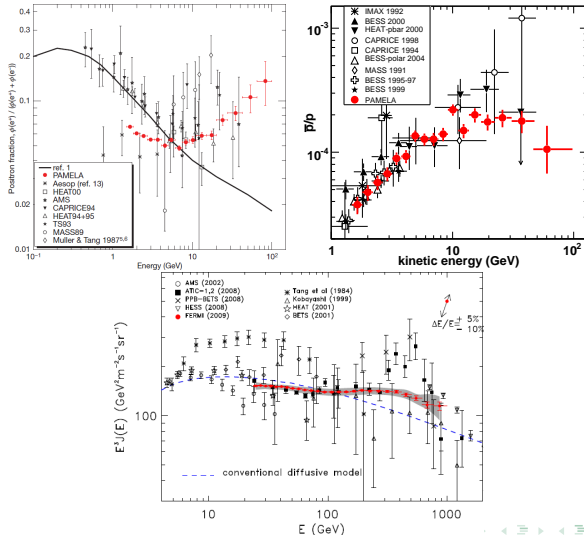 Positron fraction, φ(e⁺) / (φ(e⁺) + φ(e⁻))
0.4
0.3
0.2
0.1
0.02
0.01
ref. 1
PAMELA
Aesop (ref. 13)
HEAT00
AMS
CAPRICE94
HEAT94+95
TS93
MASS89
Muller & Tang 1987⁵,⁶
10⁻¹ 1 10 10²
Energy (GeV)
p̅/p
10⁻³
10⁻⁴
IMAX 1992
BESS 2000
HEAT-pbar 2000
CAPRICE 1998
CAPRICE 1994
BESS-polar 2004
MASS 1991
BESS 1995-97
BESS 1999
PAMELA
1 10 10²
kinetic energy (GeV)
E³J(E) (GeV²m⁻²s⁻¹sr⁻¹)
100
AMS (2002)
ATIC-1,2 (2008)
PPB-BETS (2008)
HESS (2008)
FERMI (2009)
Tang et al (1984)
Kobayashi (1999)
HEAT (2001)
BETS (2001)
ΔE/E=+ 5%
- 10%
conventional diffusive model
10 100 1000
E (GeV)